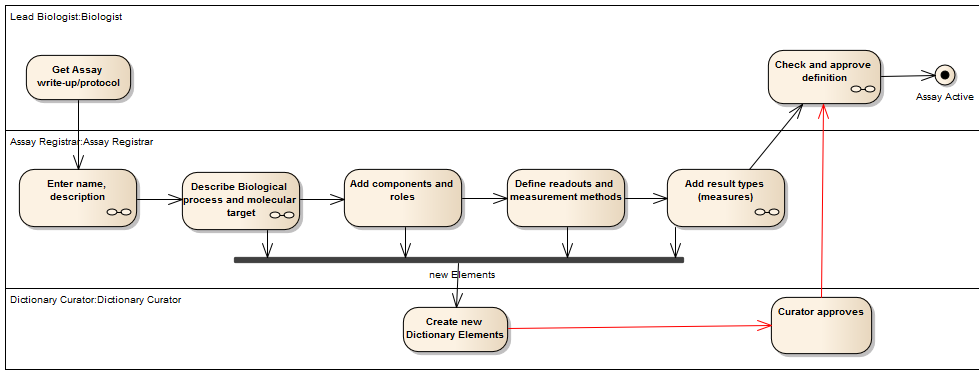 Lead Biologist:Biologist
Get Assay
write-up/protocol
Check and approve
definition
Assay Active
Assay Registrar:Assay Registrar
Enter name,
description
Describe Biological
process and molecular
target
Add components and
roles
Define readouts and
measurement methods
Add result types
(measures)
new Elements
Dictionary Curator:Dictionary Curator
Create new
Dictionary Elements
Curator approves